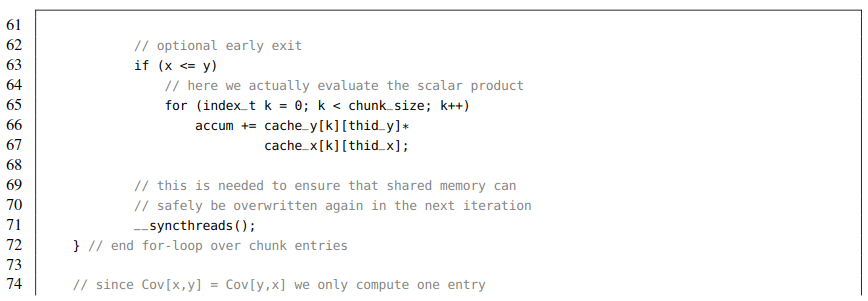 61
62 // optional early exit
63 if (x <= y)
64 // here we actually evaluate the scalar product
65 for (index_t k = 0; k < chunk_size; k++)
66 accum += cache_y[k][thid_y]*
67 cache_x[k][thid_x];
68
69 // this is needed to ensure that shared memory can
70 // safely be overwritten again in the next iteration
71 __syncthreads();
72 } // end for-loop over chunk entries
73
74 // since Cov[x,y] = Cov[y,x] we only compute one entry